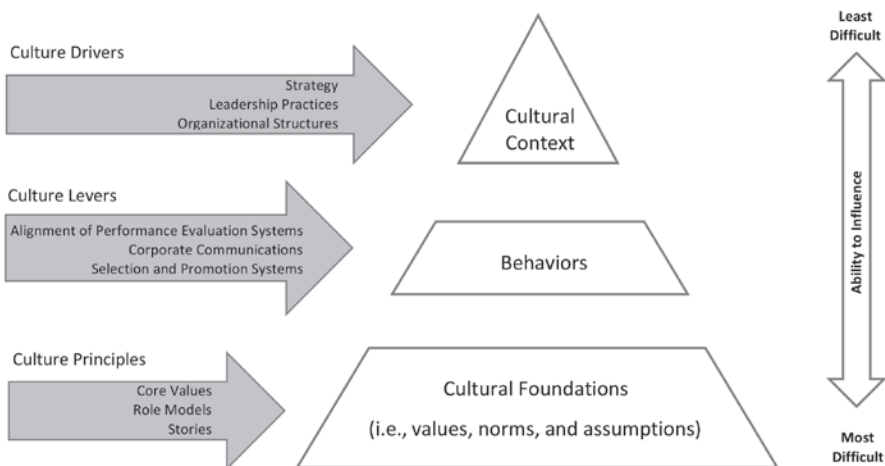 Culture Drivers
Strategy
Leadership Practices
Organizational Structures
Cultural
Context
Culture Levers
Alignment of Performance Evaluation Systems
Corporate Communications
Selection and Promotion Systems
Behaviors
Culture Principles
Core Values
Role Models
Stories
Cultural Foundations
(i.e., values, norms, and assumptions)
Least
Difficult
Ability to Influence
Most
Difficult